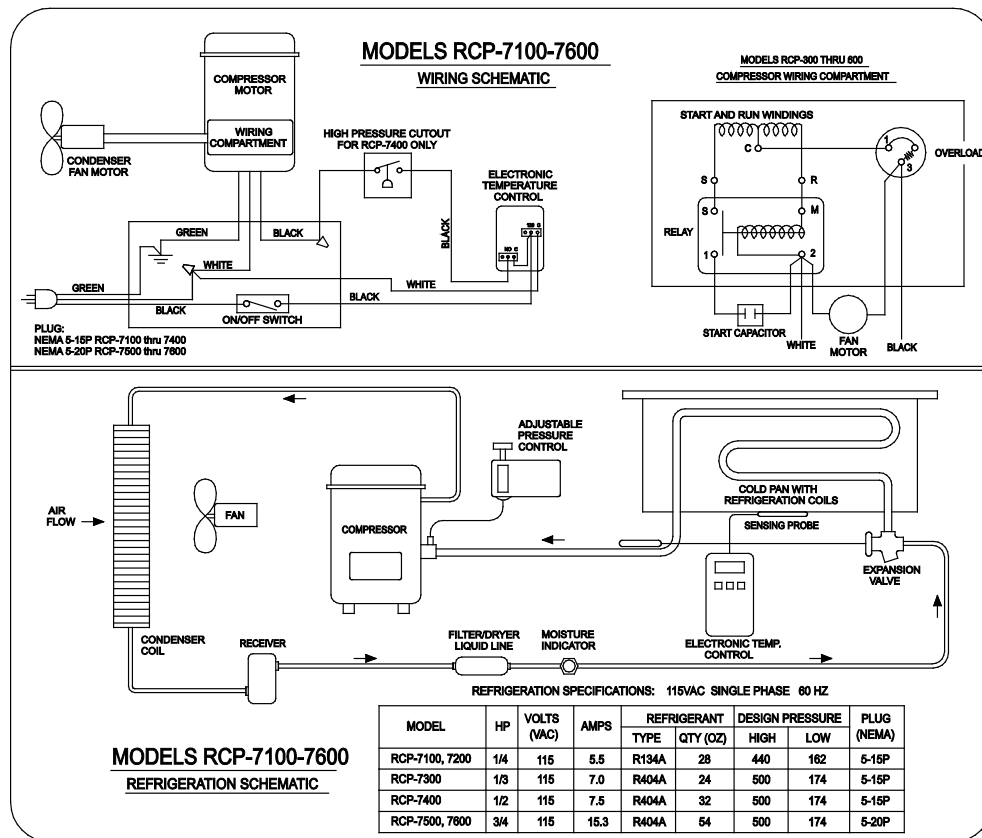 MODELS RCP-7100-7600
WIRING SCHEMATIC
COMPRESSOR
MOTOR
WIRING
COMPARTMENT
CONDENSER
FAN MOTOR
HIGH PRESSURE CUTOUT
FOR RCP-7400 ONLY
ELECTRONIC
TEMPERATURE
CONTROL
NO C
GREEN
BLACK
WHITE
BLACK
GREEN
WHITE
BLACK
BLACK
ON/OFF SWITCH
PLUG:
NEMA 5-15P RCP-7100 thru 7400
NEMA 5-20P RCP-7500 thru 7600
MODELS RCP-300 THRU 600
COMPRESSOR WIRING COMPARTMENT
START AND RUN WINDINGS
C
1
3
OVERLOAD
S
R
S
M
RELAY
1
2
START CAPACITOR
WHITE
FAN
MOTOR
BLACK
AIR
FLOW
FAN
COMPRESSOR
ADJUSTABLE
PRESSURE
CONTROL
COLD PAN WITH
REFRIGERATION COILS
SENSING PROBE
EXPANSION
VALVE
ELECTRONIC TEMP.
CONTROL
CONDENSER
COIL
RECEIVER
FILTER/DRYER
LIQUID LINE
MOISTURE
INDICATOR
REFRIGERATION SPECIFICATIONS: 115VAC SINGLE PHASE 60 HZ
MODELS RCP-7100-7600
REFRIGERATION SCHEMATIC
MODEL HP VOLTS (VAC) AMPS REFRIGERANT DESIGN PRESSURE PLUG (NEMA)
TYPE QTY (OZ) HIGH LOW
RCP-7100, 7200 1/4 115 5.5 R134A 28 440 162 5-15P
RCP-7300 1/3 115 7.0 R404A 24 500 174 5-15P
RCP-7400 1/2 115 7.5 R404A 32 500 174 5-15P
RCP-7500, 7600 3/4 115 15.3 R404A 54 500 174 5-20P